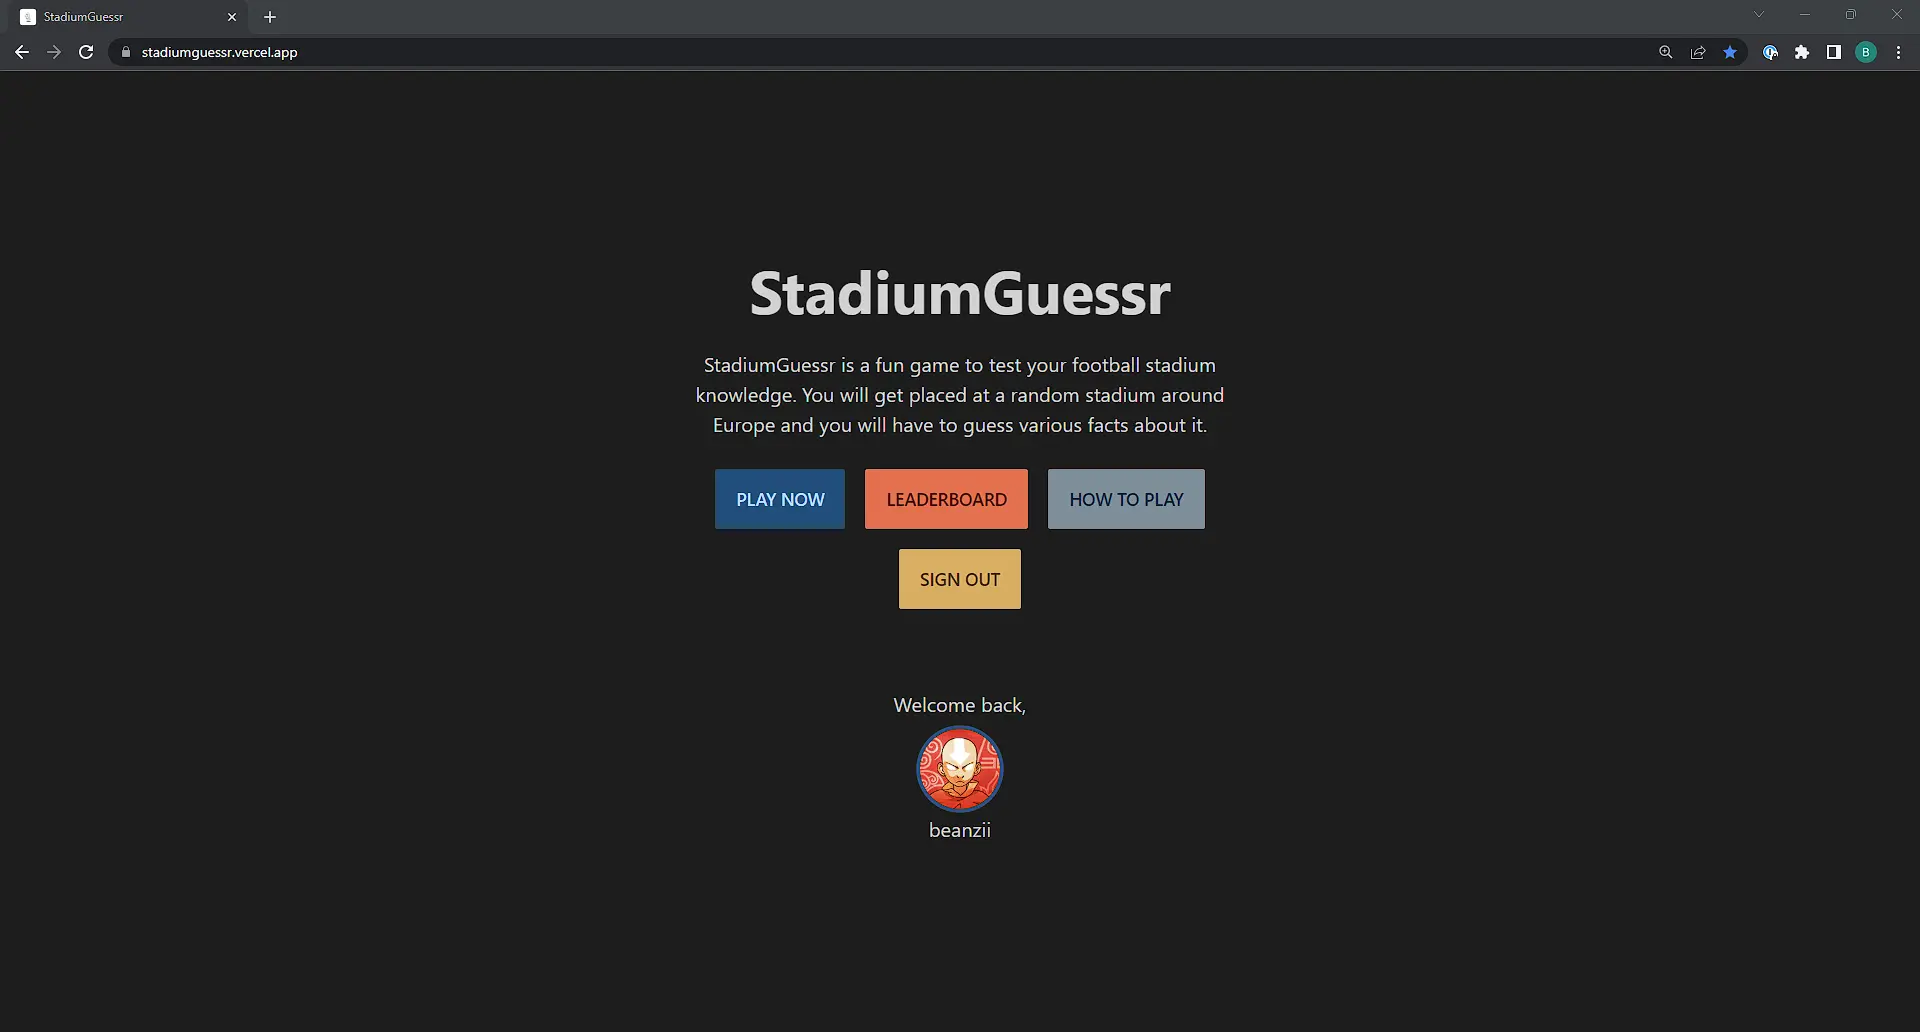 StadiumGuessr
stadiumguessr.vercel.app
B
StadiumGuessr
StadiumGuessr is a fun game to test your football stadium
knowledge. You will get placed at a random stadium around
Europe and you will have to guess various facts about it.
PLAY NOW
LEADERBOARD
HOW TO PLAY
SIGN OUT
Welcome back,
beanzii